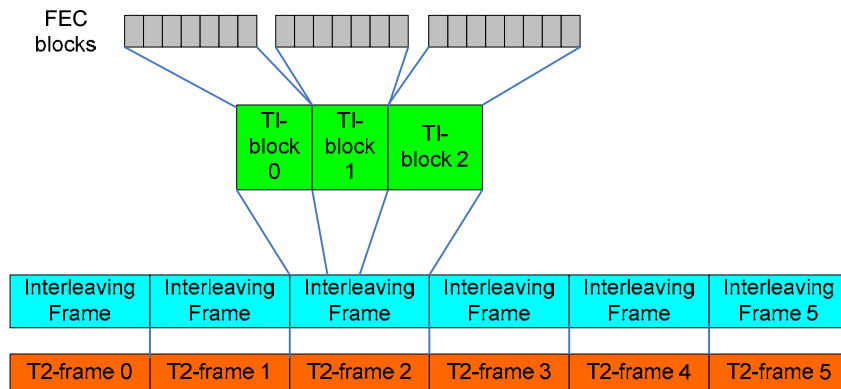 FEC
blocks
TI-
block
0
TI-
block
1
TI-
block 2
Interleaving
Frame
Interleaving
Frame
Interleaving
Frame
Interleaving
Frame
Interleaving
Frame
Interleaving
Frame 5
T2-frame 0
T2-frame 1
T2-frame 2
T2-frame 3
T2-frame 4
T2-frame 5